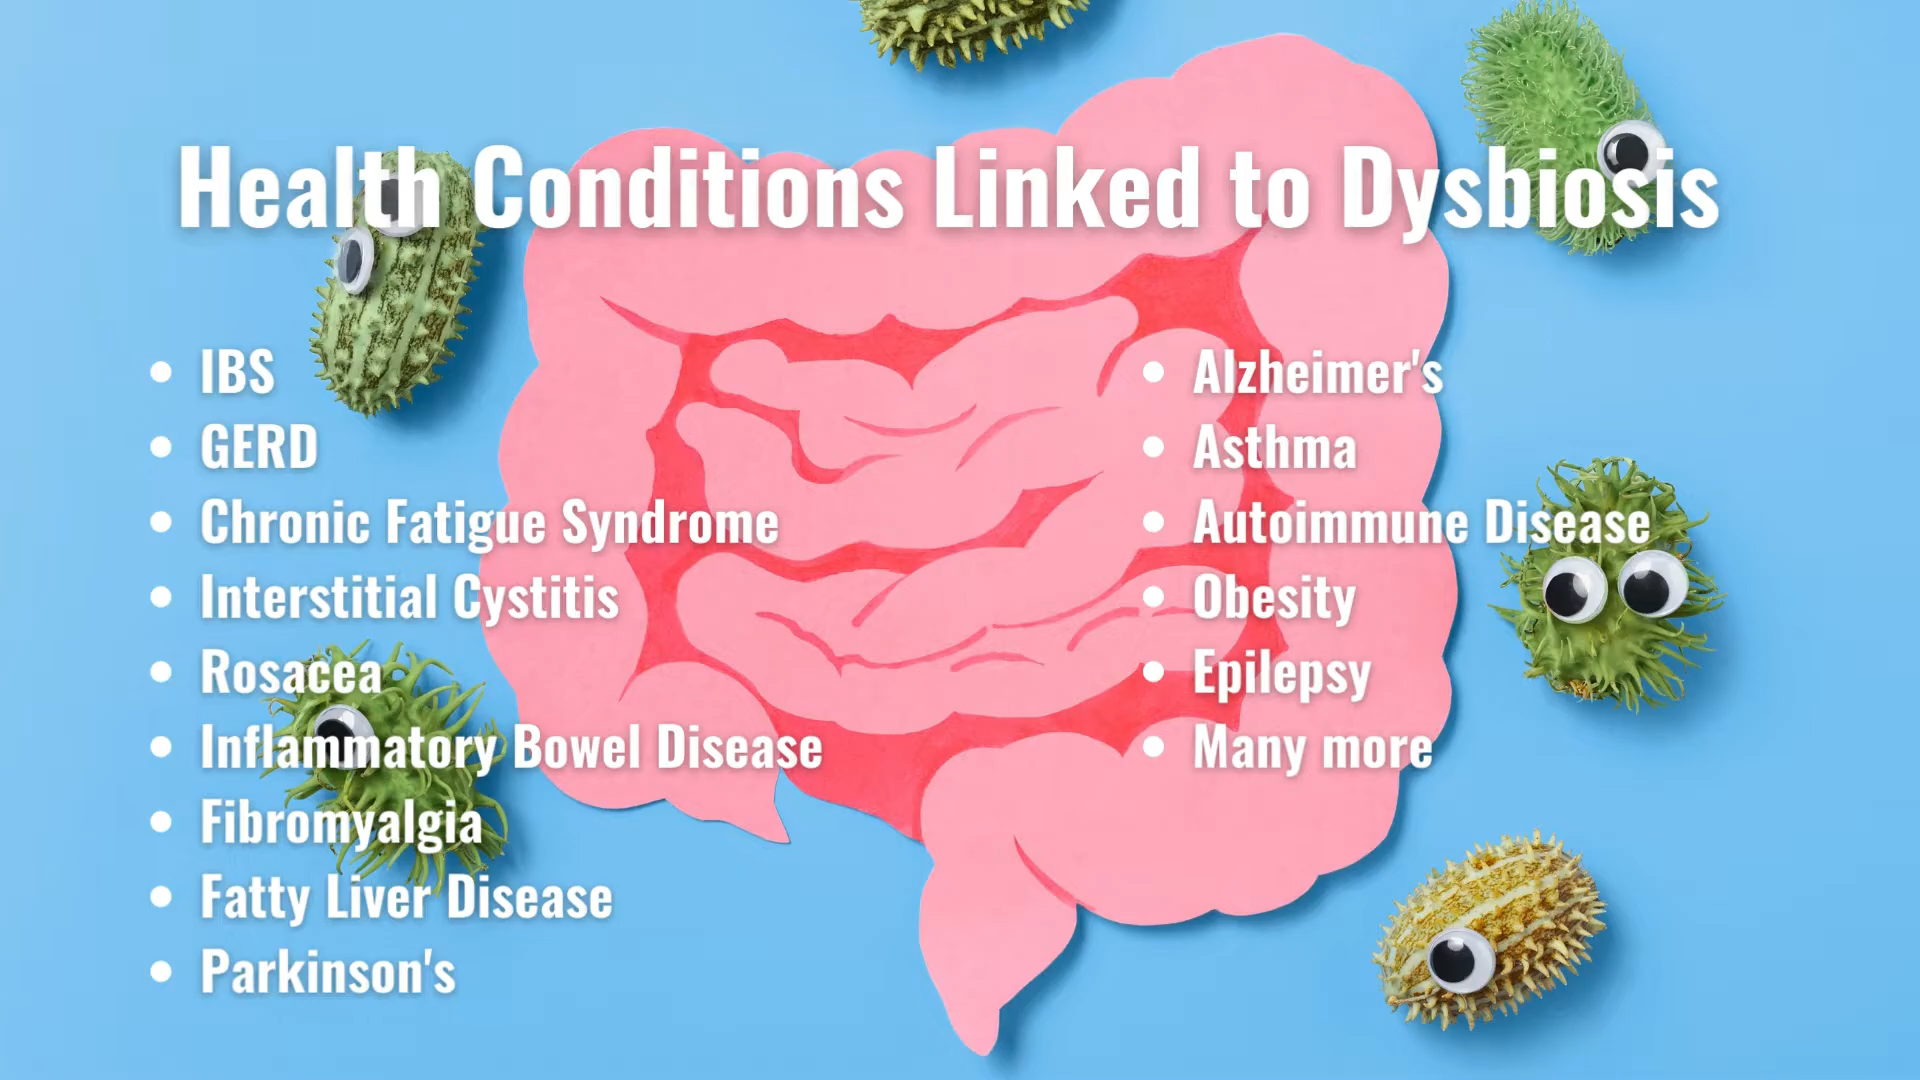 Health Conditions Linked to Dysbiosis
• IBS
• GERD
• Chronic Fatigue Syndrome
• Interstitial Cystitis
• Rosacea
• Inflammatory Bowel Disease
• Fibromyalgia
• Fatty Liver Disease
• Parkinson's
• Alzheimer's
• Asthma
• Autoimmune Disease
• Obesity
• Epilepsy
• Many more